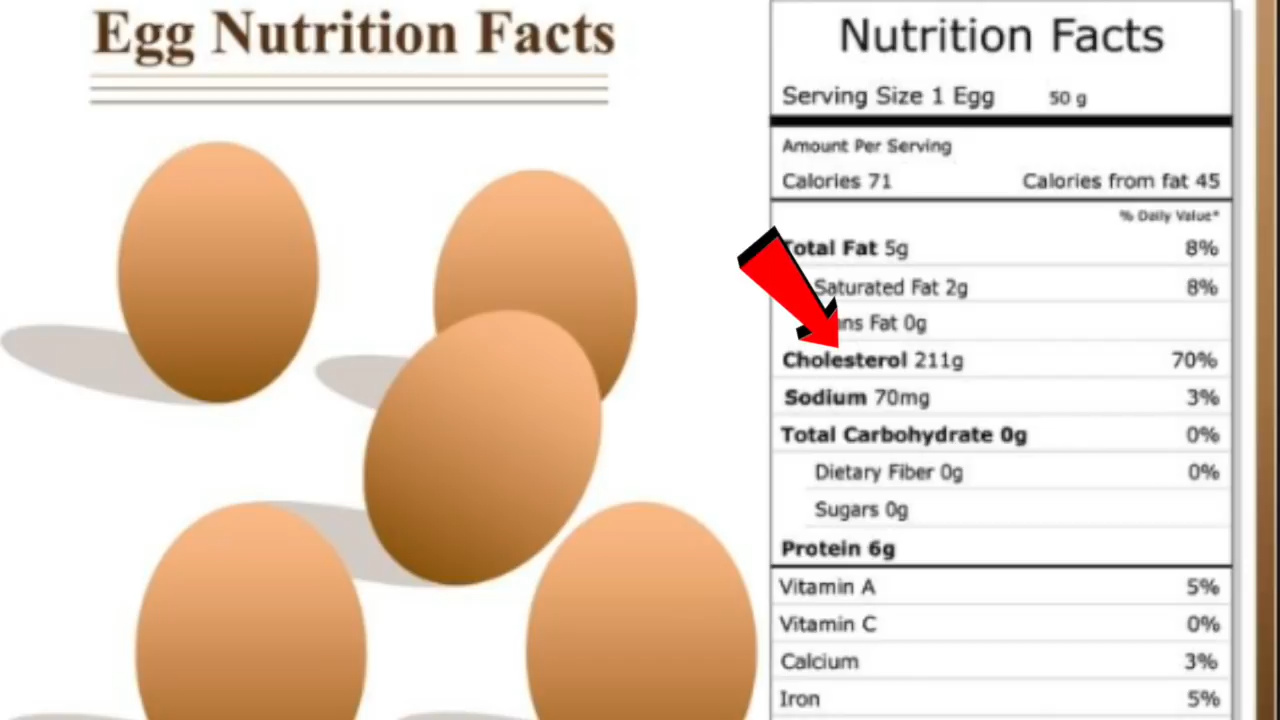 Egg Nutrition Facts
Nutrition Facts
Serving Size 1 Egg 50 g
Amount Per Serving
Calories 71 Calories from fat 45
% Daily Value*
Total Fat 5g 8%
Saturated Fat 2g 8%
Fat 0g
Cholesterol 211g 70%
Sodium 70mg 3%
Total Carbohydrate 0g 0%
Dietary Fiber 0g 0%
Sugars 0g
Protein 6g
Vitamin A 5%
Vitamin C 0%
Calcium 3%
Iron 5%